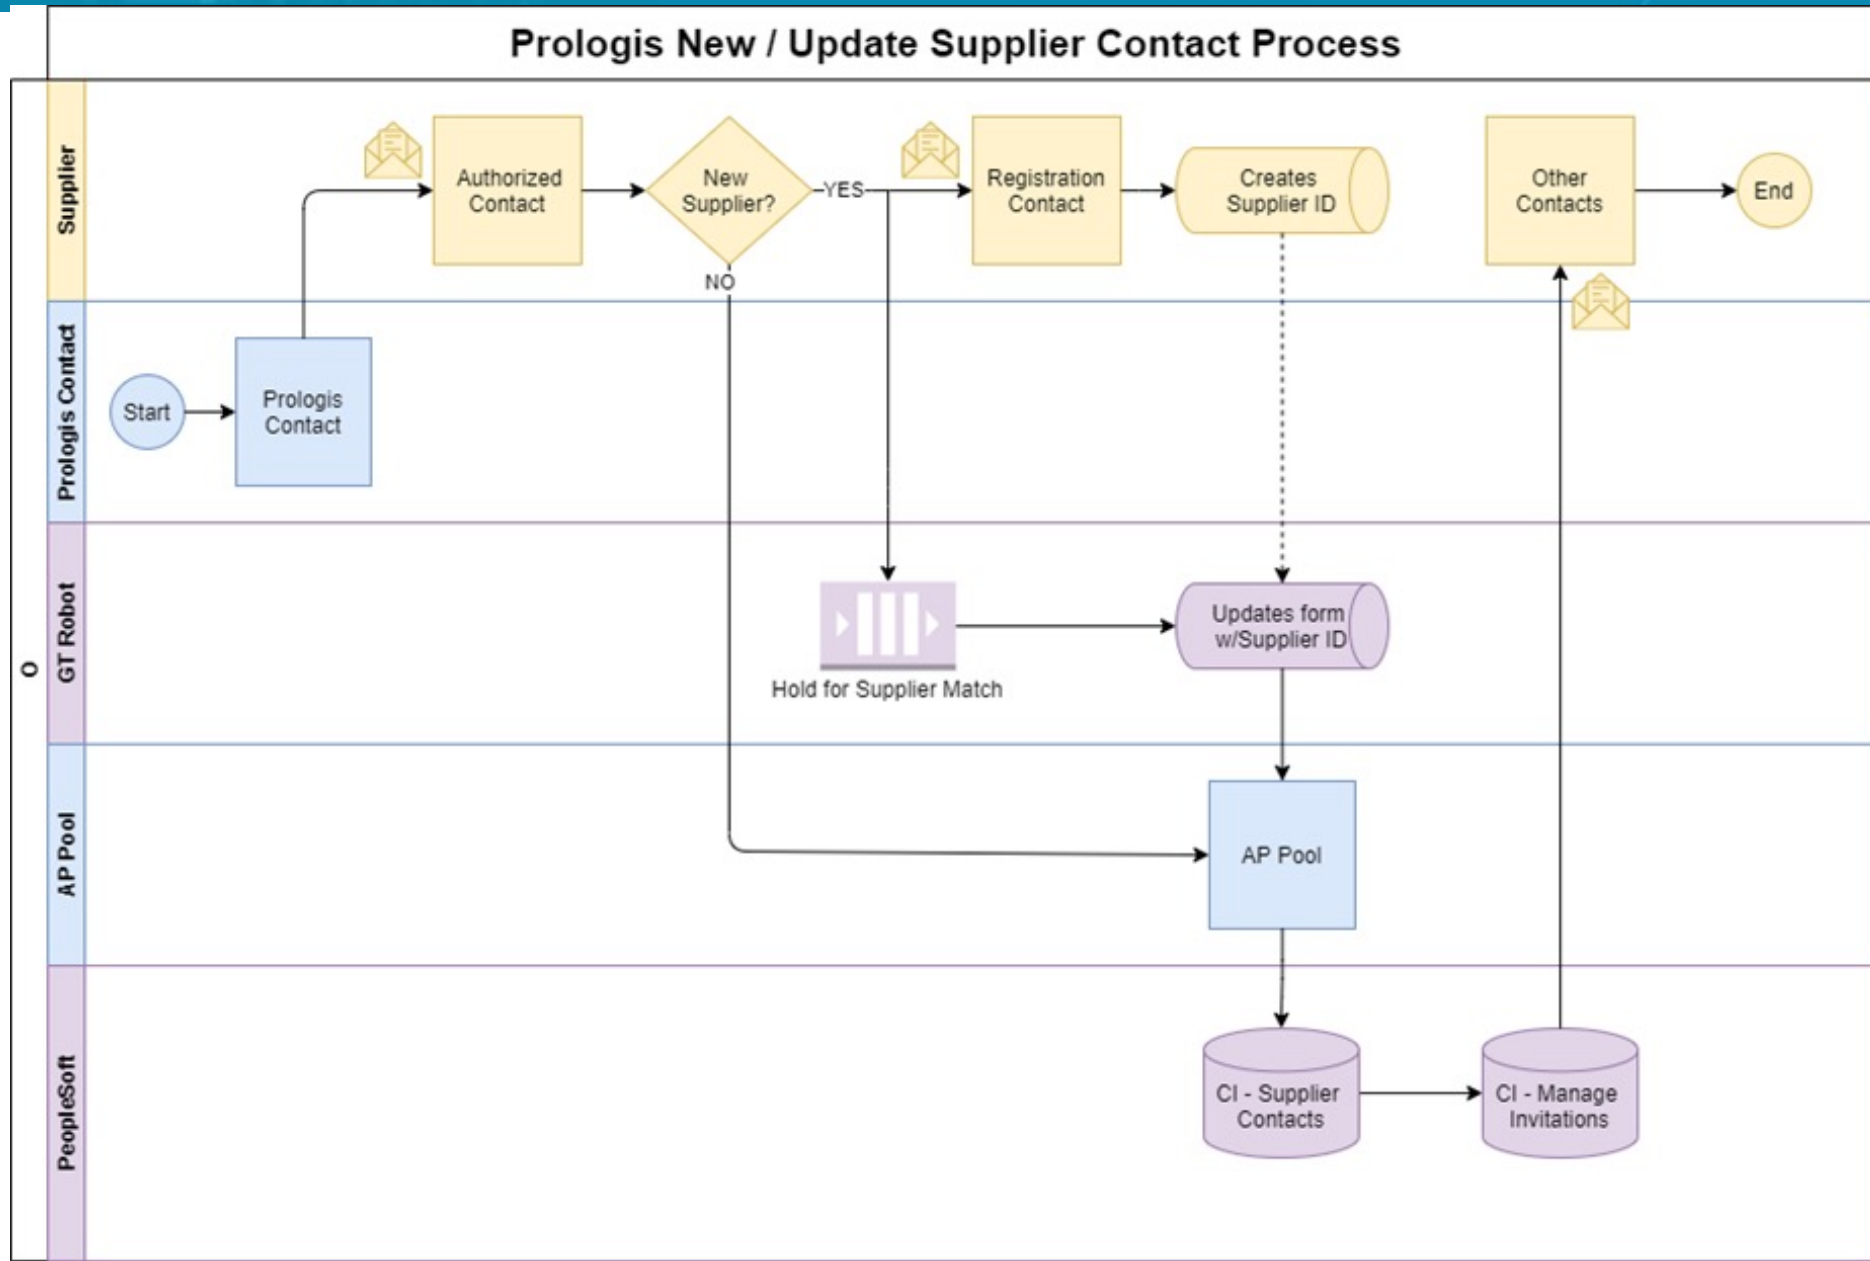 Prologis New / Update Supplier Contact Process
O
Supplier
Authorized
Contact
New
Supplier?
YES
NO
Registration
Contact
Creates
Supplier ID
Other
Contacts
End
Prologis Contact
Start
Prologis
Contact
GT Robot
Hold for Supplier Match
Updates form
w/Supplier ID
AP Pool
AP Pool
PeopleSoft
CI - Supplier
Contacts
CI - Manage
Invitations